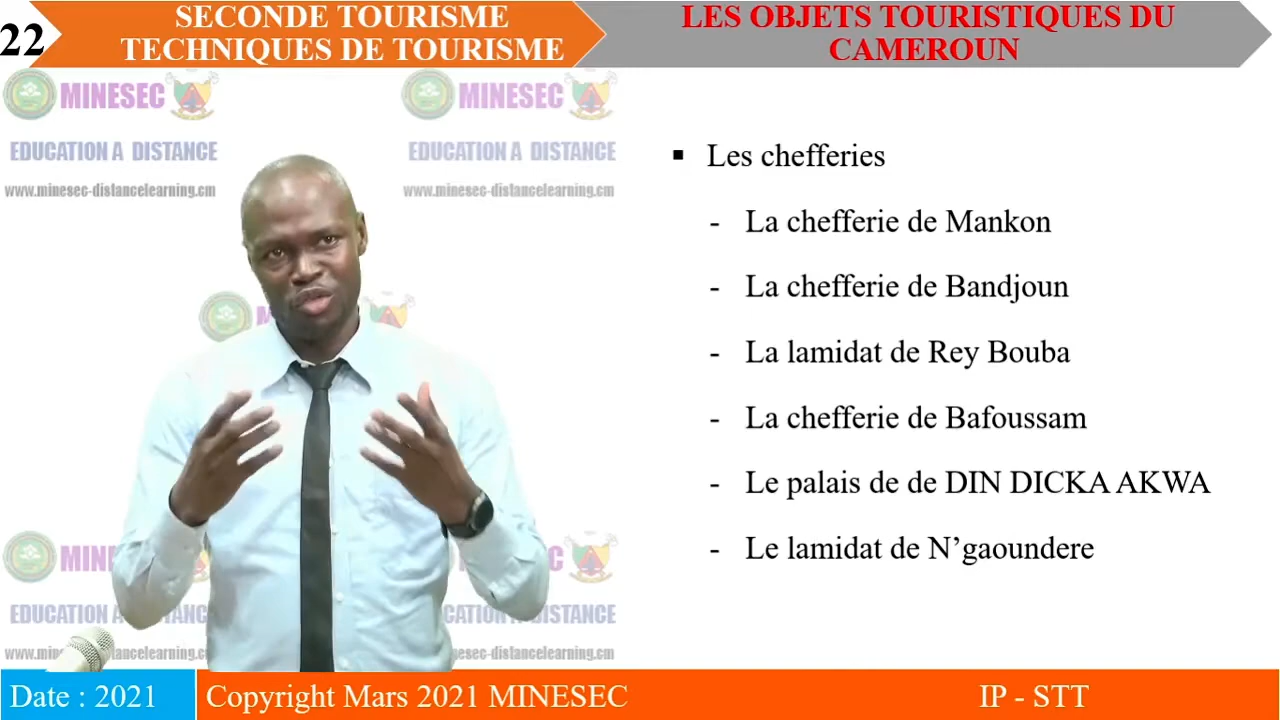 22
SECONDE TOURISME
TECHNIQUES DE TOURISME
LES OBJETS TOURISTIQUES DU
CAMEROUN
MINESEC
EDUCATION A DISTANCE
www.minesec-distancelearning.cm
MINESEC
EDUCATION A DISTANCE
www.minesec-distancelearning.cm
Les chefferies
- La chefferie de Mankon
- La chefferie de Bandjoun
- La lamidat de Rey Bouba
- La chefferie de Bafoussam
- Le palais de de DIN DICKA AKWA
- Le lamidat de N’gaoundere
Date : 2021
Copyright Mars 2021 MINESEC
IP - STT